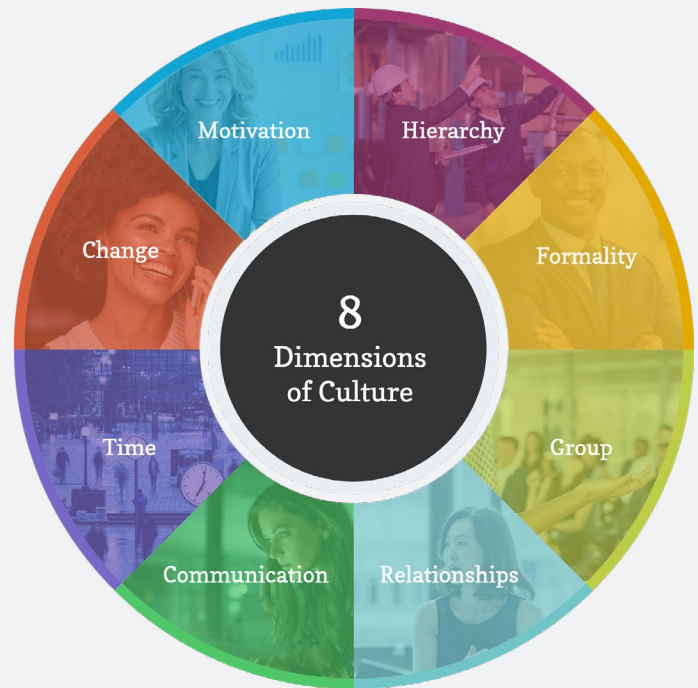 Motivation
Hierarchy
Change
Formality
8
Dimensions
of Culture
Time
Group
Communication
Relationships